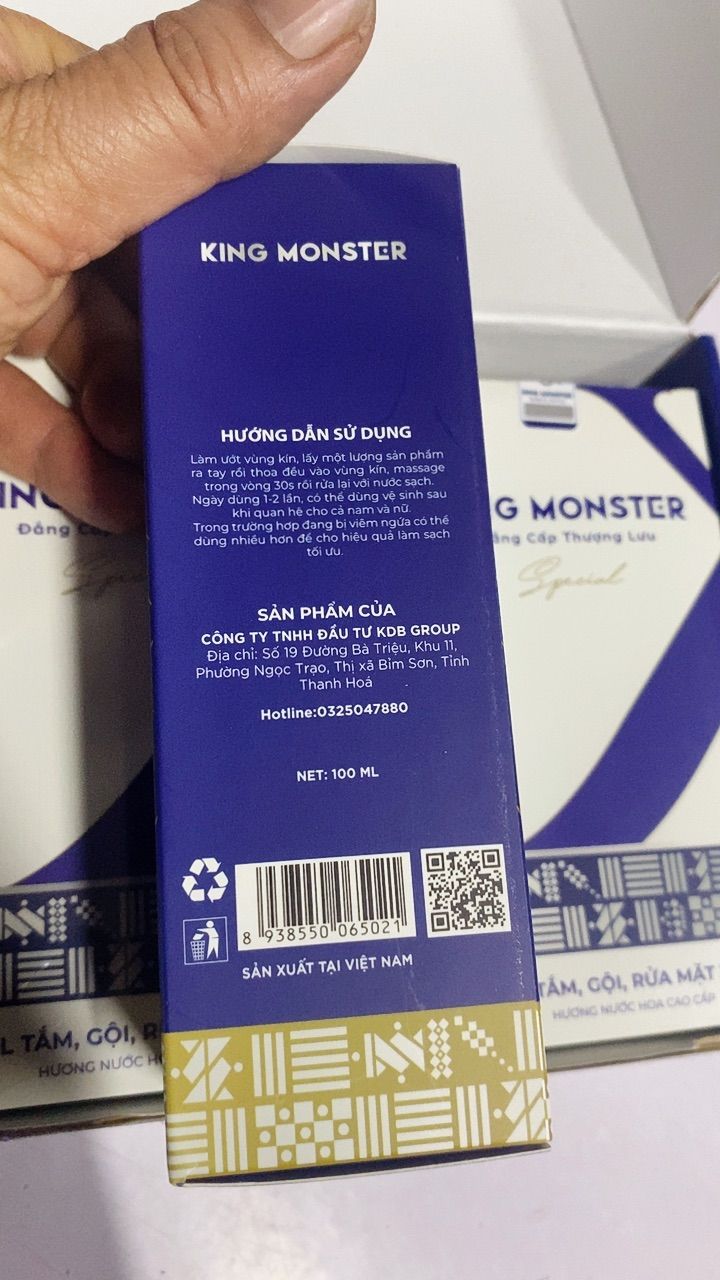 KING MONSTER
HƯỚNG DẪN SỬ DỤNG
Làm ướt vùng kín, lấy một lượng sản phẩm
ra tay rồi thoa đều vào vùng kín, massage
trong vòng 30s rồi rửa lại với nước sạch.
Ngày dùng 1-2 lần, có thể dùng vệ sinh sau
khi quan hệ cho cả nam và nữ.
Trong trường hợp đang bị viêm ngứa có thể
dùng nhiều hơn để cho hiệu quả làm sạch
tối ưu.
SẢN PHẨM CỦA
CÔNG TY TNHH ĐẦU TƯ KDB GROUP
Địa chỉ: Số 19 Đường Bà Triệu, Khu 11,
Phường Ngọc Trạo, Thị xã Bỉm Sơn, Tỉnh
Thanh Hoá
Hotline:0325047880
NET: 100 ML
8 938550 065021
SẢN XUẤT TẠI VIỆT NAM
ING
Đẳng Cấ
L TẮM, GỘI, R
HƯƠNG NƯỚC H
G MONSTER
ẳng Cấp Thượng Lưu
Special
TẮM, GỘI, RỬA MẶT
HƯƠNG NƯỚC HOA CAO CẤP